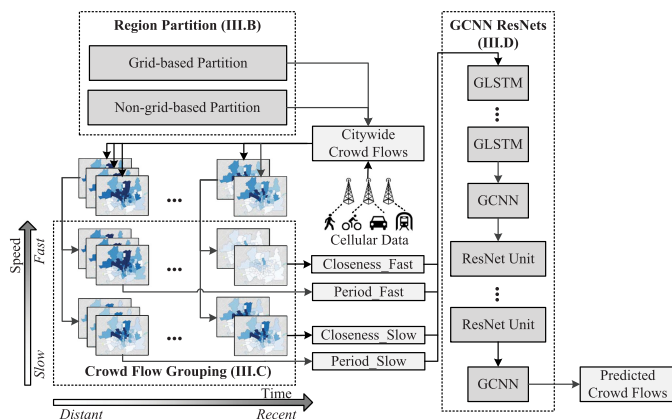 Region Partition (III.B)
Grid-based Partition
Non-grid-based Partition
Citywide
Crowd Flows
Cellular Data
GCNN ResNets
(III.D)
GLSTM
GLSTM
GCNN
ResNet Unit
ResNet Unit
GCNN
Predicted
Crowd Flows
Speed
Fast
Slow
Closeness_Fast
Period_Fast
Closeness_Slow
Period_Slow
Crowd Flow Grouping (III.C)
Time
Distant
Recent